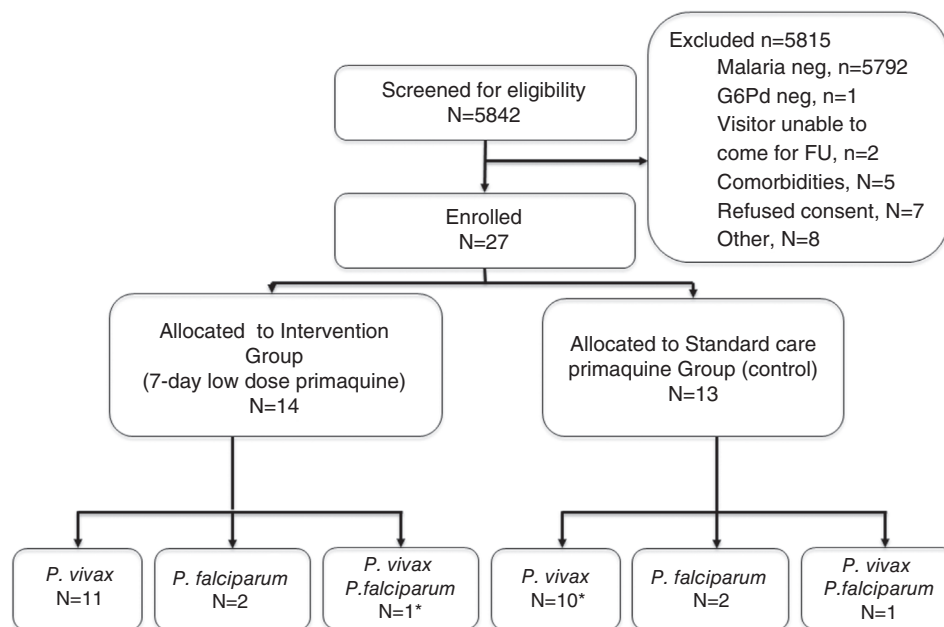 Screened for eligibility
N=5842
Excluded n=5815
Malaria neg, n=5792
G6Pd neg, n=1
Visitor unable to
come for FU, n=2
Comorbidities, N=5
Refused consent, N=7
Other, N=8
Enrolled
N=27
Allocated to Intervention
Group
(7-day low dose primaquine)
N=14
Allocated to Standard care
primaquine Group (control)
N=13
P. vivax
N=11
P. falciparum
N=2
P. vivax
P.falciparum
N=1*
P. vivax
N=10*
P. falciparum
N=2
P. vivax
P.falciparum
N=1